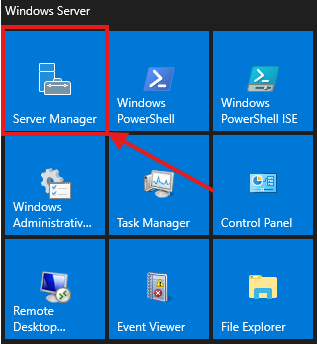 Windows Server
Server Manager
Windows
PowerShell
Windows
PowerShell ISE
Windows
Administrativ...
Task Manager
Control Panel
Remote
Desktop...
Event Viewer
File Explorer